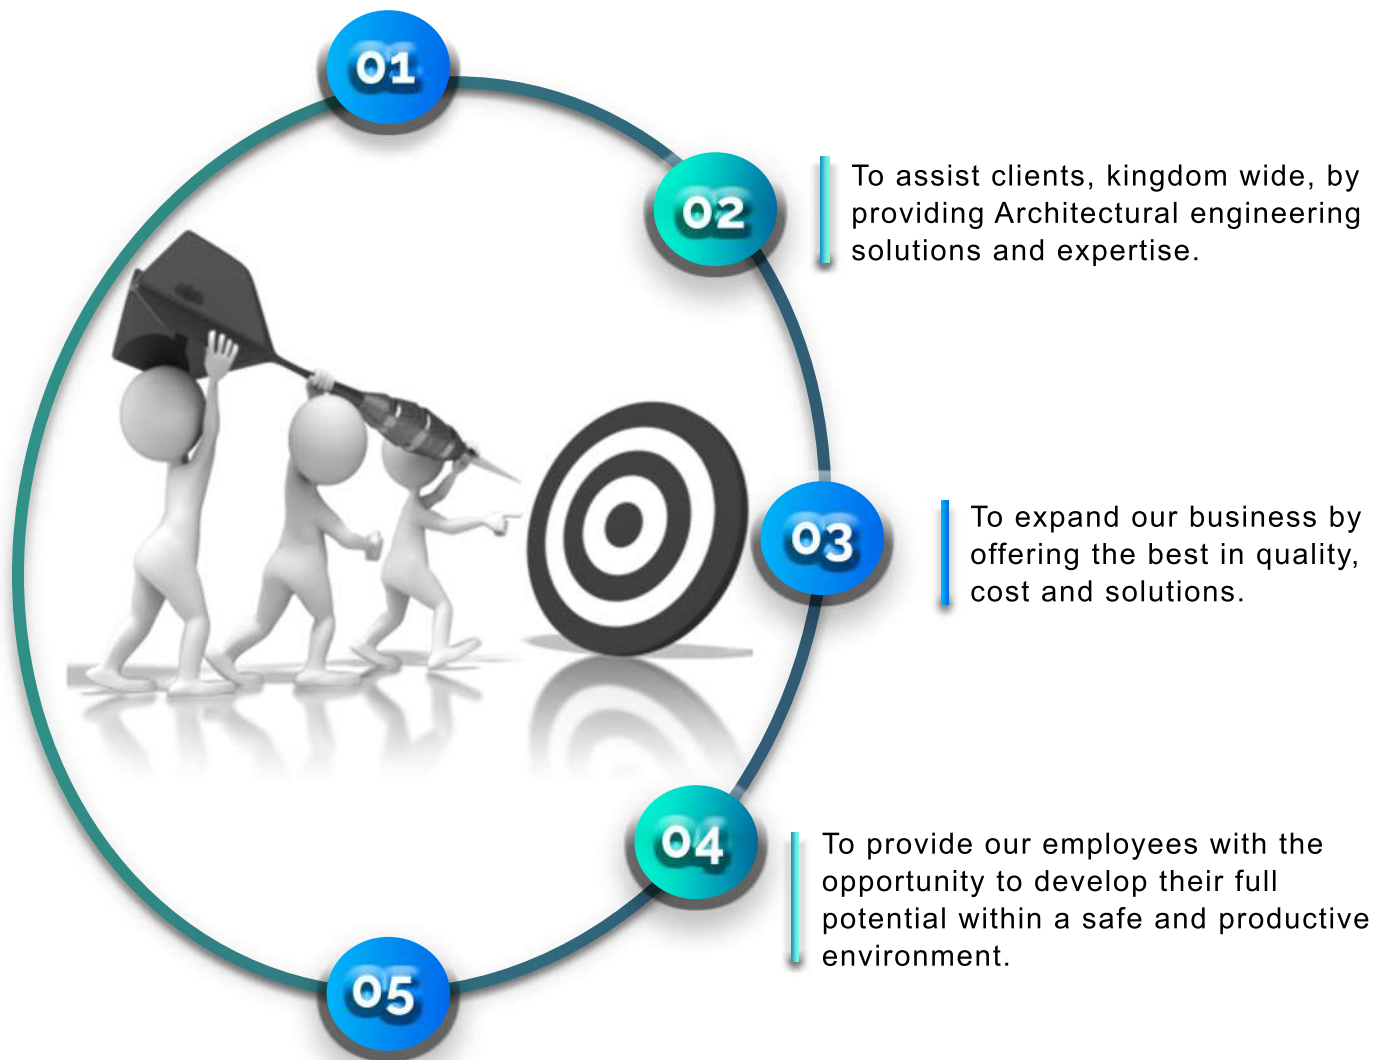 01
02
To assist clients, kingdom wide, by
providing Architectural engineering
solutions and expertise.
03
To expand our business by
offering the best in quality,
cost and solutions.
04
To provide our employees with the
opportunity to develop their full
potential within a safe and productive
environment.
05